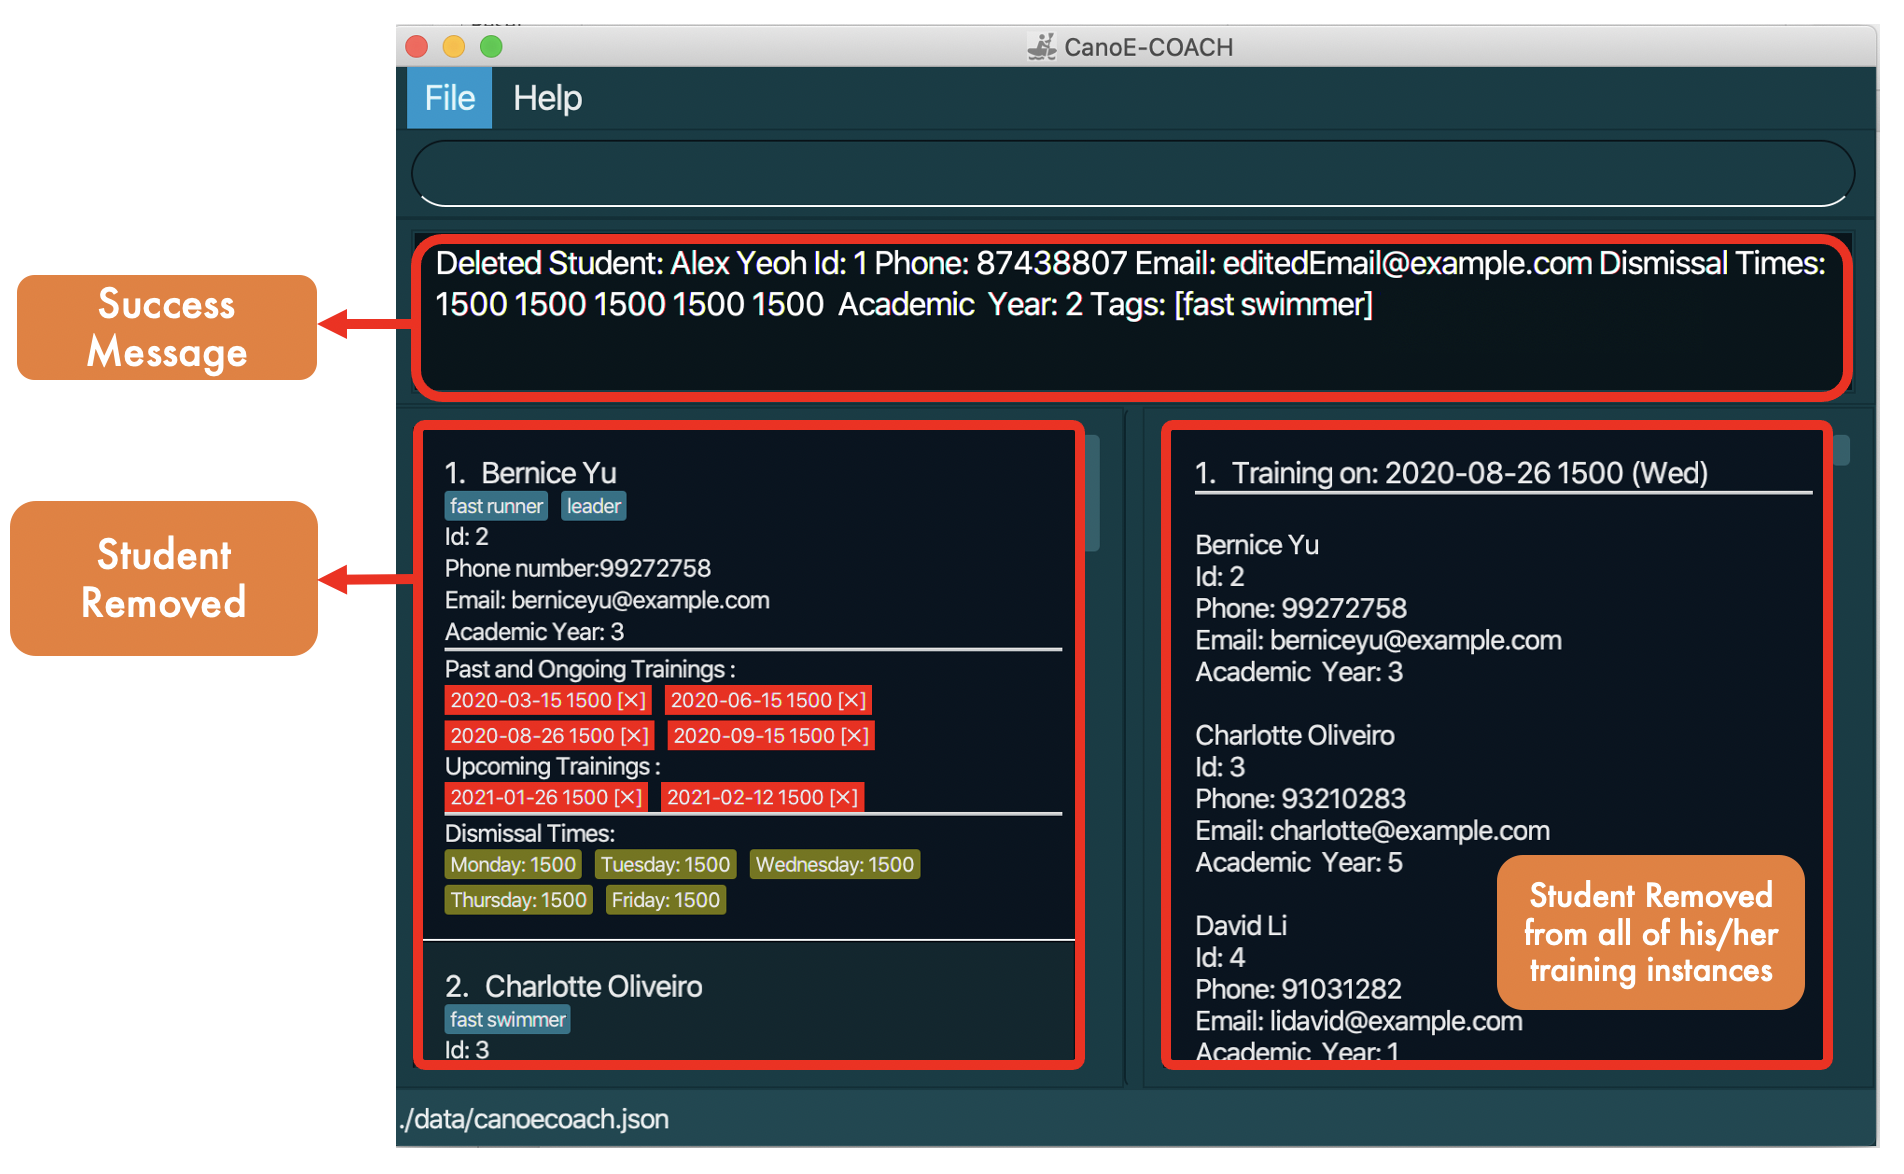 CanoE-COACH
File Help
Deleted Student: Alex Yeoh Id: 1 Phone: 87438807 Email: editedEmail@example.com Dismissal Times:
1500 1500 1500 1500 1500 Academic Year: 2 Tags: [fast swimmer]
Success
Message
Student
Removed
1. Bernice Yu
fast runner leader
Id: 2
Phone number:99272758
Email: berniceyu@example.com
Academic Year: 3
Past and Ongoing Trainings :
2020-03-15 1500 [✕] 2020-06-15 1500 [✕]
2020-08-26 1500 [✕] 2020-09-15 1500 [✕]
Upcoming Trainings :
2021-01-26 1500 [✕] 2021-02-12 1500 [✕]
Dismissal Times:
Monday: 1500 Tuesday: 1500 Wednesday: 1500
Thursday: 1500 Friday: 1500
2. Charlotte Oliveiro
fast swimmer
Id: 3
1. Training on: 2020-08-26 1500 (Wed)
Bernice Yu
Id: 2
Phone: 99272758
Email: berniceyu@example.com
Academic Year: 3
Charlotte Oliveiro
Id: 3
Phone: 93210283
Email: charlotte@example.com
Academic Year: 5
David Li
Id: 4
Phone: 91031282
Email: lidavid@example.com
Academic Year: 1
Student Removed
from all of his/her
training instances
./data/canoecoach.json